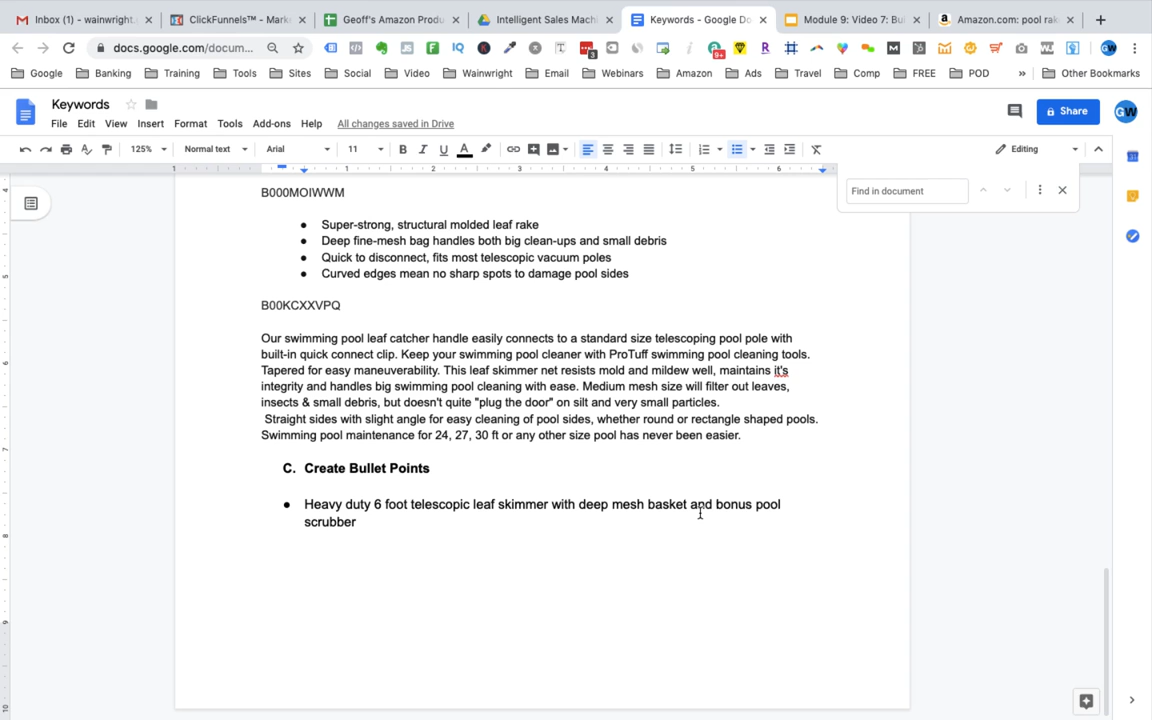 Inbox (1) - wainwright.
ClickFunnels™ - Mark
Geoff's Amazon Produ
Intelligent Sales Machi
Keywords - Google Do
Module 9: Video 7: Bui
Amazon.com: pool rak
docs.google.com/docum...
Google
Banking
Training
Tools
Sites
Social
Video
Wainwright
Email
Webinars
Amazon
Ads
Travel
Comp
FREE
POD
»
Other Bookmarks
Keywords
File Edit View Insert Format Tools Add-ons Help All changes saved in Drive
Share
GW
125% Normal text Arial 11 B I U A Editing
Find in document
B000MOIWWM
● Super-strong, structural molded leaf rake
● Deep fine-mesh bag handles both big clean-ups and small debris
● Quick to disconnect, fits most telescopic vacuum poles
● Curved edges mean no sharp spots to damage pool sides
B00KCXXVPQ
Our swimming pool leaf catcher handle easily connects to a standard size telescoping pool pole with
built-in quick connect clip. Keep your swimming pool cleaner with ProTuff swimming pool cleaning tools.
Tapered for easy maneuverability. This leaf skimmer net resists mold and mildew well, maintains it's
integrity and handles big swimming pool cleaning with ease. Medium mesh size will filter out leaves,
insects & small debris, but doesn't quite "plug the door" on silt and very small particles.
Straight sides with slight angle for easy cleaning of pool sides, whether round or rectangle shaped pools.
Swimming pool maintenance for 24, 27, 30 ft or any other size pool has never been easier.
C. Create Bullet Points
● Heavy duty 6 foot telescopic leaf skimmer with deep mesh basket and bonus pool
scrubber